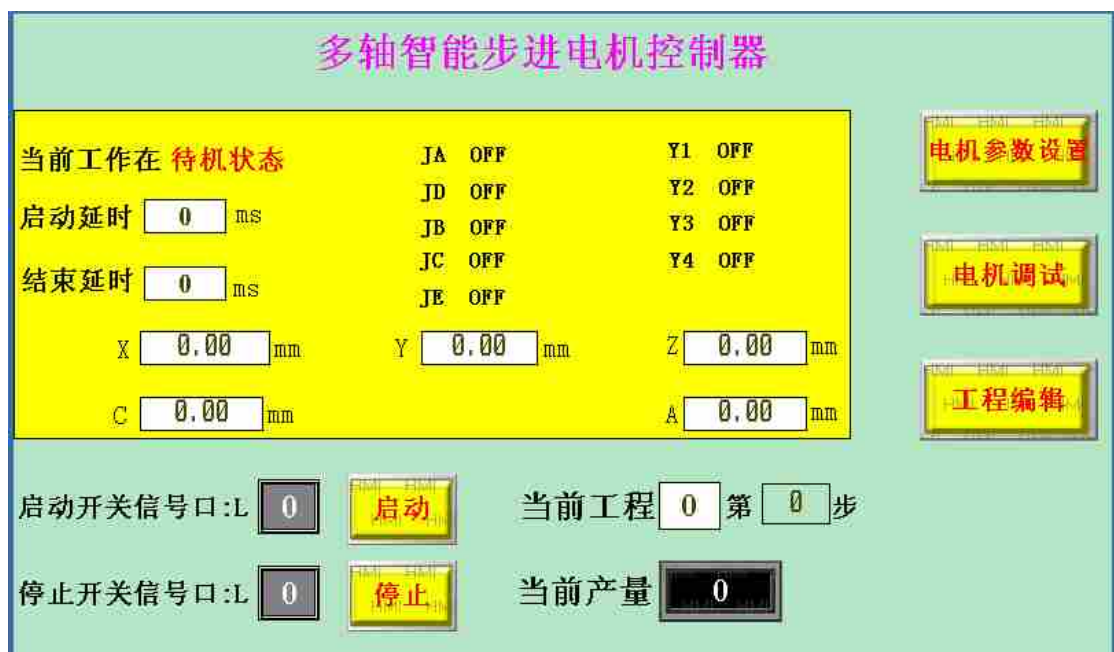 多轴智能步进电机控制器
当前工作在 待机状态 JA OFF Y1 OFF 电机参数设置
JD OFF Y2 OFF
启动延时 0 ms JB OFF Y3 OFF
JC OFF Y4 OFF 电机调试
结束延时 0 ms JE OFF
X 0.00 mm Y 0.00 mm Z 0.00 mm
C 0.00 mm A 0.00 mm 工程编辑
启动开关信号口:L 0 启动 当前工程 0 第 0 步
停止开关信号口:L 0 停止 当前产量 0